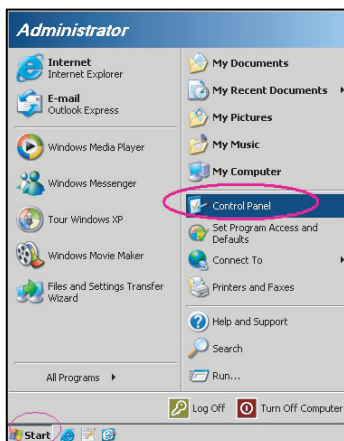 Administrator
Internet
Internet Explorer
E-mail
Outlook Express
Windows Media Player
Windows Messenger
Tour Windows XP
Windows Movie Maker
Files and Settings Transfer
Wizard
All Programs
My Documents
My Recent Documents
My Pictures
My Music
My Computer
Control Panel
Set Program Access and
Defaults
Connect To
Printers and Faxes
Help and Support
Search
Run...
Log Off
Turn Off Computer
Start